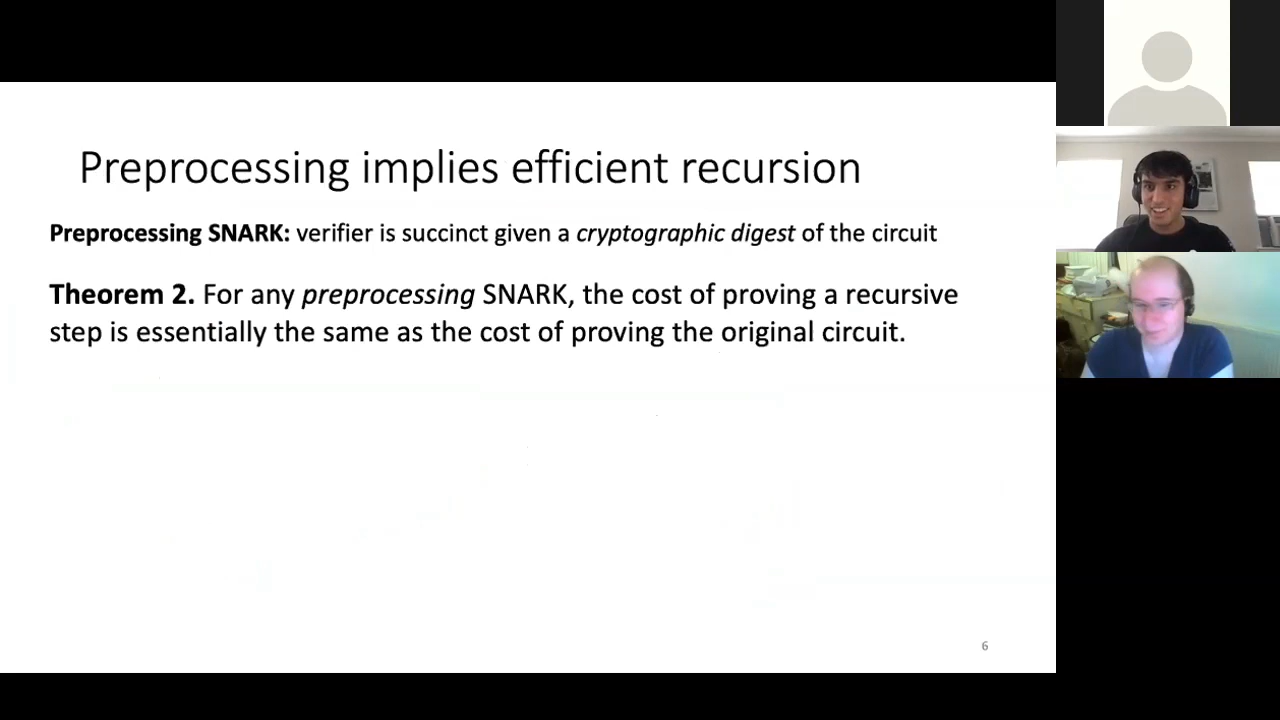 Preprocessing implies efficient recursion
Preprocessing SNARK: verifier is succinct given a cryptographic digest of the circuit
Theorem 2. For any preprocessing SNARK, the cost of proving a recursive
step is essentially the same as the cost of proving the original circuit.
6